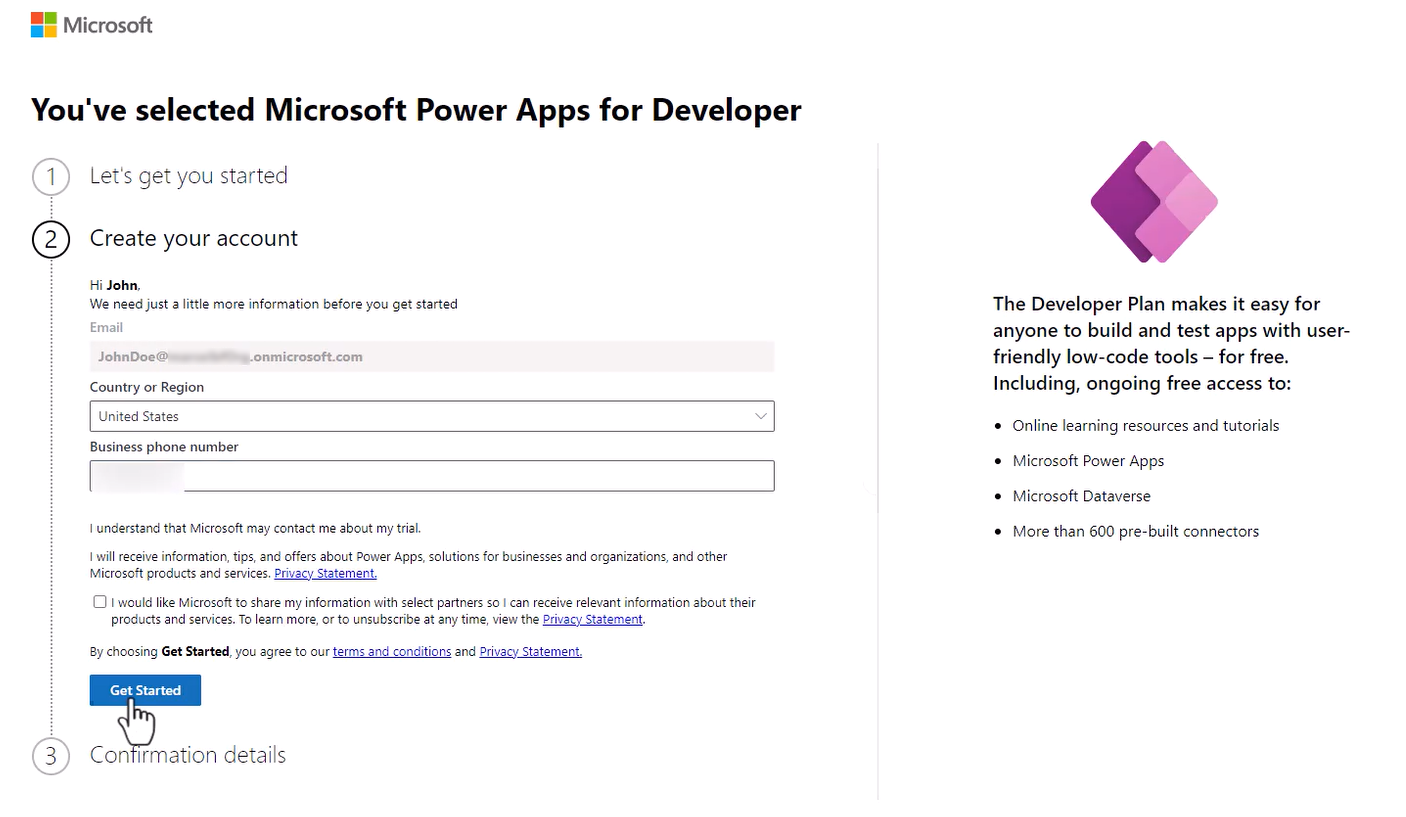 Microsoft
You've selected Microsoft Power Apps for Developer
1 Let's get you started
2 Create your account
Hi John,
We need just a little more information before you get started
Email
JohnDoe@ .onmicrosoft.com
Country or Region
United States
Business phone number
I understand that Microsoft may contact me about my trial.
I will receive information, tips, and offers about Power Apps, solutions for businesses and organizations, and other
Microsoft products and services. Privacy Statement.
I would like Microsoft to share my information with select partners so I can receive relevant information about their
products and services. To learn more, or to unsubscribe at any time, view the Privacy Statement.
By choosing Get Started, you agree to our terms and conditions and Privacy Statement.
Get Started
3 Confirmation details
The Developer Plan makes it easy for
anyone to build and test apps with user-
friendly low-code tools – for free.
Including, ongoing free access to:
• Online learning resources and tutorials
• Microsoft Power Apps
• Microsoft Dataverse
• More than 600 pre-built connectors